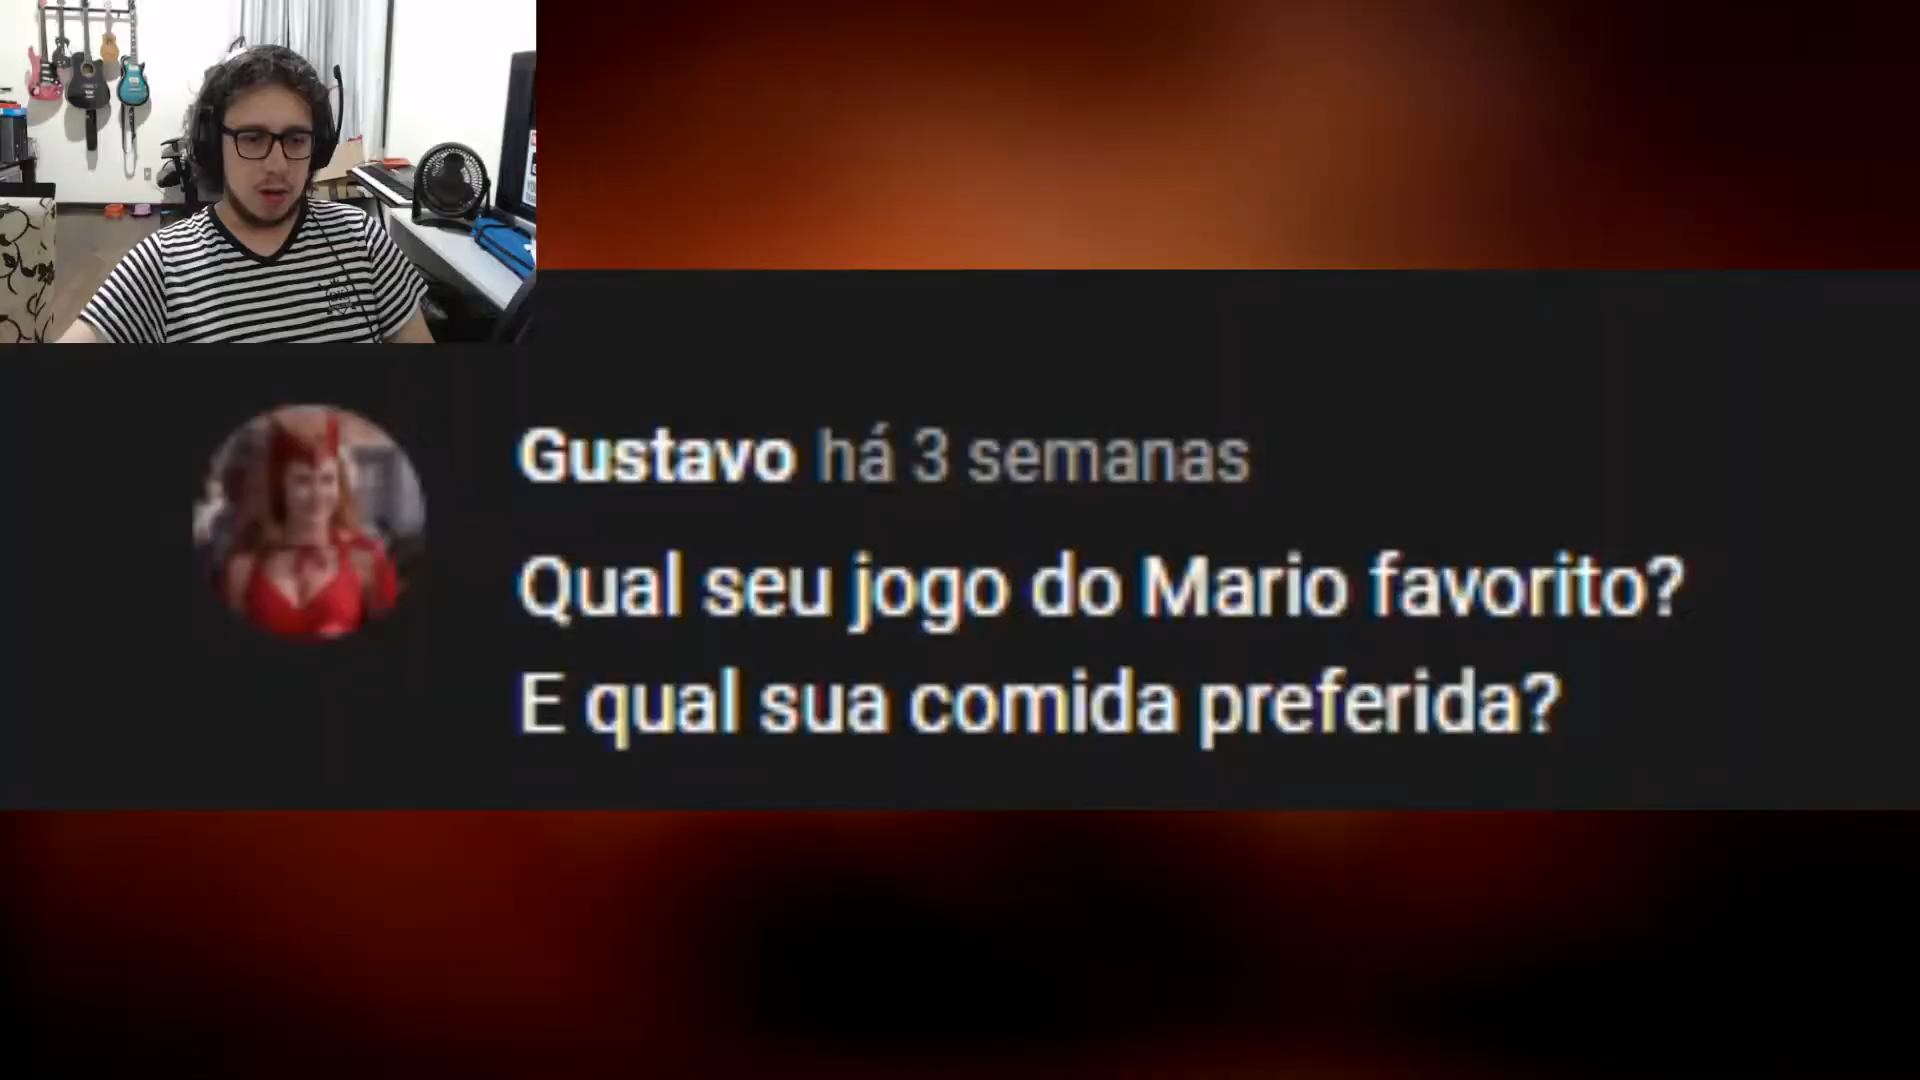 Gustavo há 3 semanas
Qual seu jogo do Mario favorito?
E qual sua comida preferida?